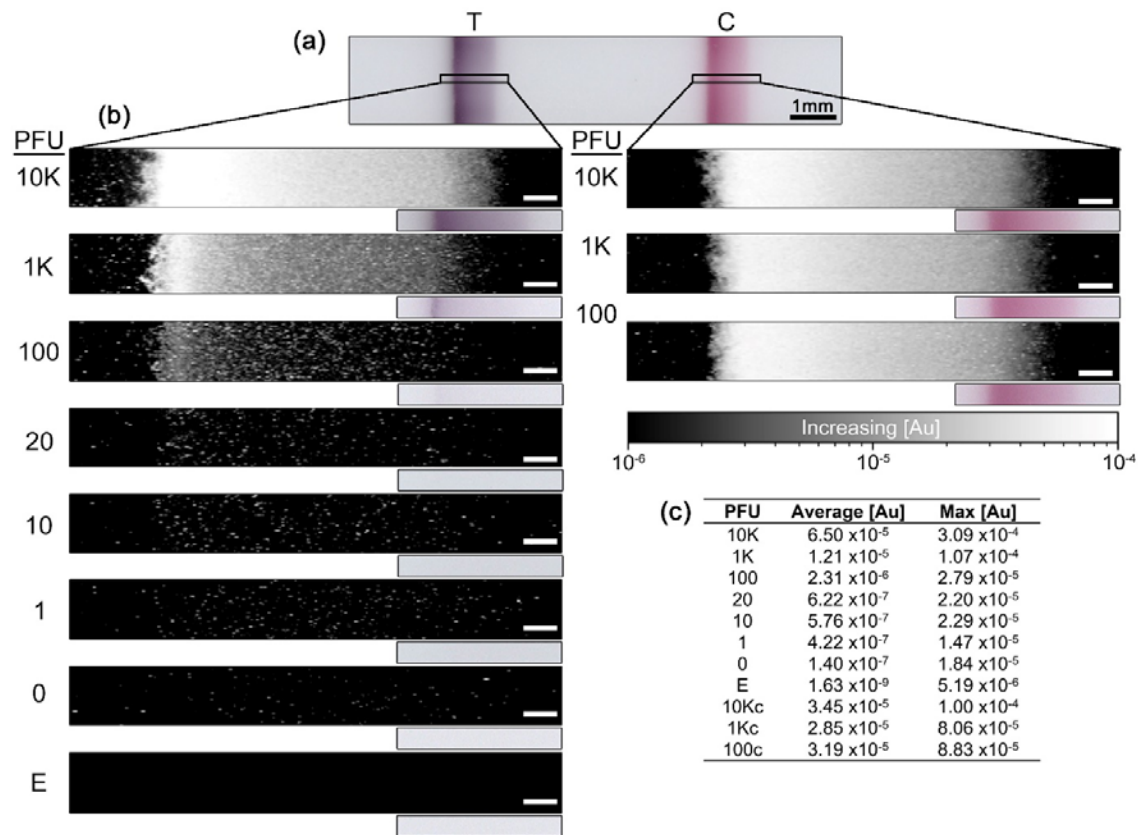 T
C
(a)
1mm
(b)
PFU
10K
1K
100
20
10
1
0
E
PFU
10K
1K
100
Increasing [Au]
10⁻⁶ 10⁻⁵ 10⁻⁴
(c)
PFU Average [Au] Max [Au]
10K 6.50 x10⁻⁵ 3.09 x10⁻⁴
1K 1.21 x10⁻⁵ 1.07 x10⁻⁴
100 2.31 x10⁻⁶ 2.79 x10⁻⁵
20 6.22 x10⁻⁷ 2.20 x10⁻⁵
10 5.76 x10⁻⁷ 2.29 x10⁻⁵
1 4.22 x10⁻⁷ 1.47 x10⁻⁵
0 1.40 x10⁻⁷ 1.84 x10⁻⁵
E 1.63 x10⁻⁹ 5.19 x10⁻⁶
10Kc 3.45 x10⁻⁵ 1.00 x10⁻⁴
1Kc 2.85 x10⁻⁵ 8.06 x10⁻⁵
100c 3.19 x10⁻⁵ 8.83 x10⁻⁵